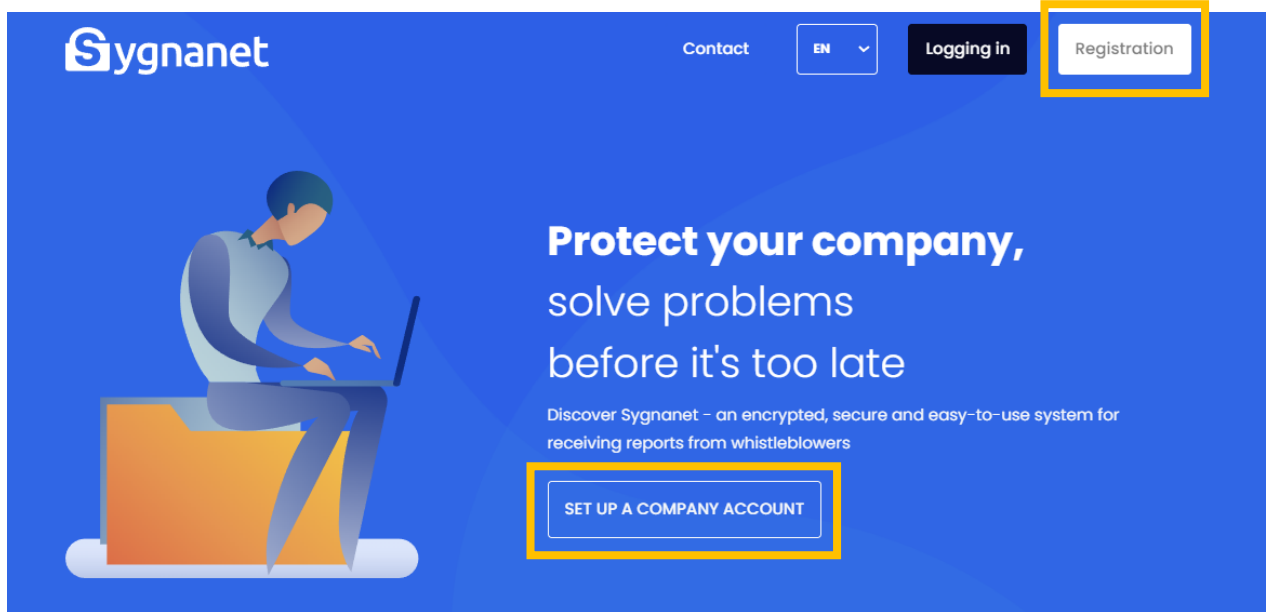 Sygnanet
Contact
EN
Logging in
Registration
Protect your company,
solve problems
before it's too late
Discover Sygnanet - an encrypted, secure and easy-to-use system for
receiving reports from whistleblowers
SET UP A COMPANY ACCOUNT